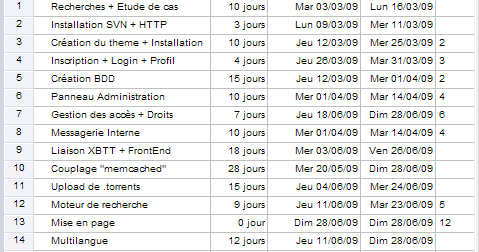 1 Recherches + Etude de cas 10 jours Mar 03/03/09 Lun 16/03/09
2 Installation SVN + HTTP 3 jours Lun 09/03/09 Mer 11/03/09
3 Création du theme + Installation 10 jours Jeu 12/03/09 Mer 25/03/09 2
4 Inscription + Login + Profil 4 jours Jeu 26/03/09 Mar 31/03/09 3
5 Création BDD 15 jours Jeu 12/03/09 Mer 01/04/09 2
6 Panneau Administration 10 jours Mer 01/04/09 Mar 14/04/09 4
7 Gestion des accès + Droits 7 jours Jeu 18/06/09 Dim 28/06/09 6
8 Messagerie Interne 10 jours Mer 01/04/09 Mar 14/04/09 4
9 Liaison XBTT + FrontEnd 18 jours Mer 03/06/09 Ven 26/06/09
10 Couplage "memcached" 28 jours Mer 20/05/09 Dim 28/06/09
11 Upload de .torrents 15 jours Jeu 04/06/09 Mer 24/06/09
12 Moteur de recherche 9 jours Jeu 11/06/09 Mar 23/06/09 5
13 Mise en page 0 jour Dim 28/06/09 Dim 28/06/09 12
14 Multilangue 12 jours Jeu 11/06/09 Dim 28/06/09